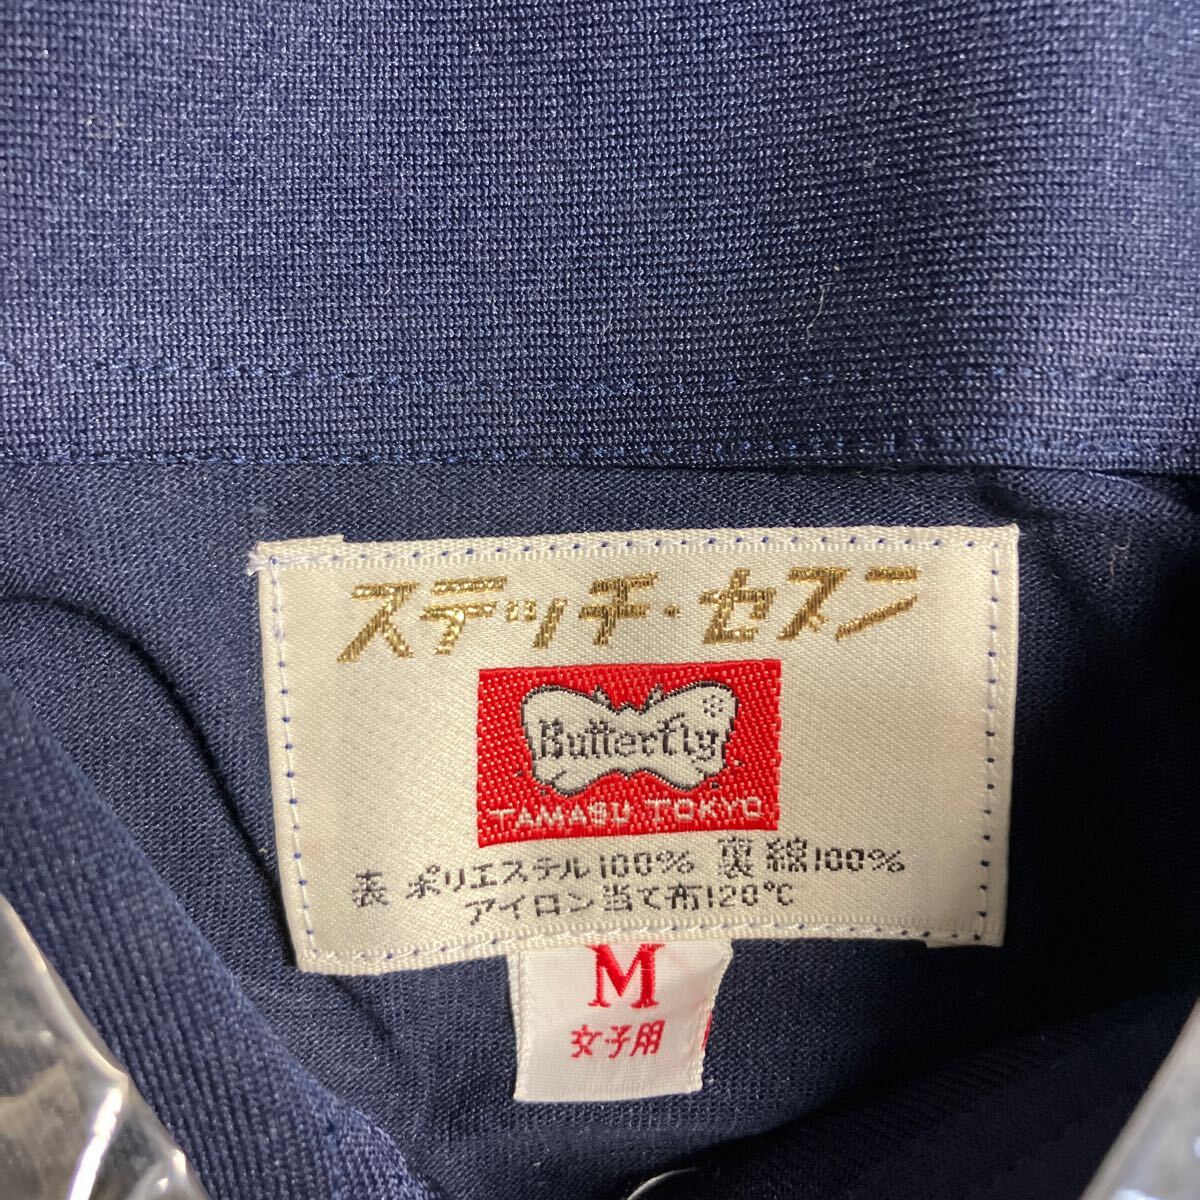 ステッチ・セブン
Butterfly
TAMASU TOKYO
表 ポリエステル100% 裏 綿100%
アイロン当て布120℃
M
女子用